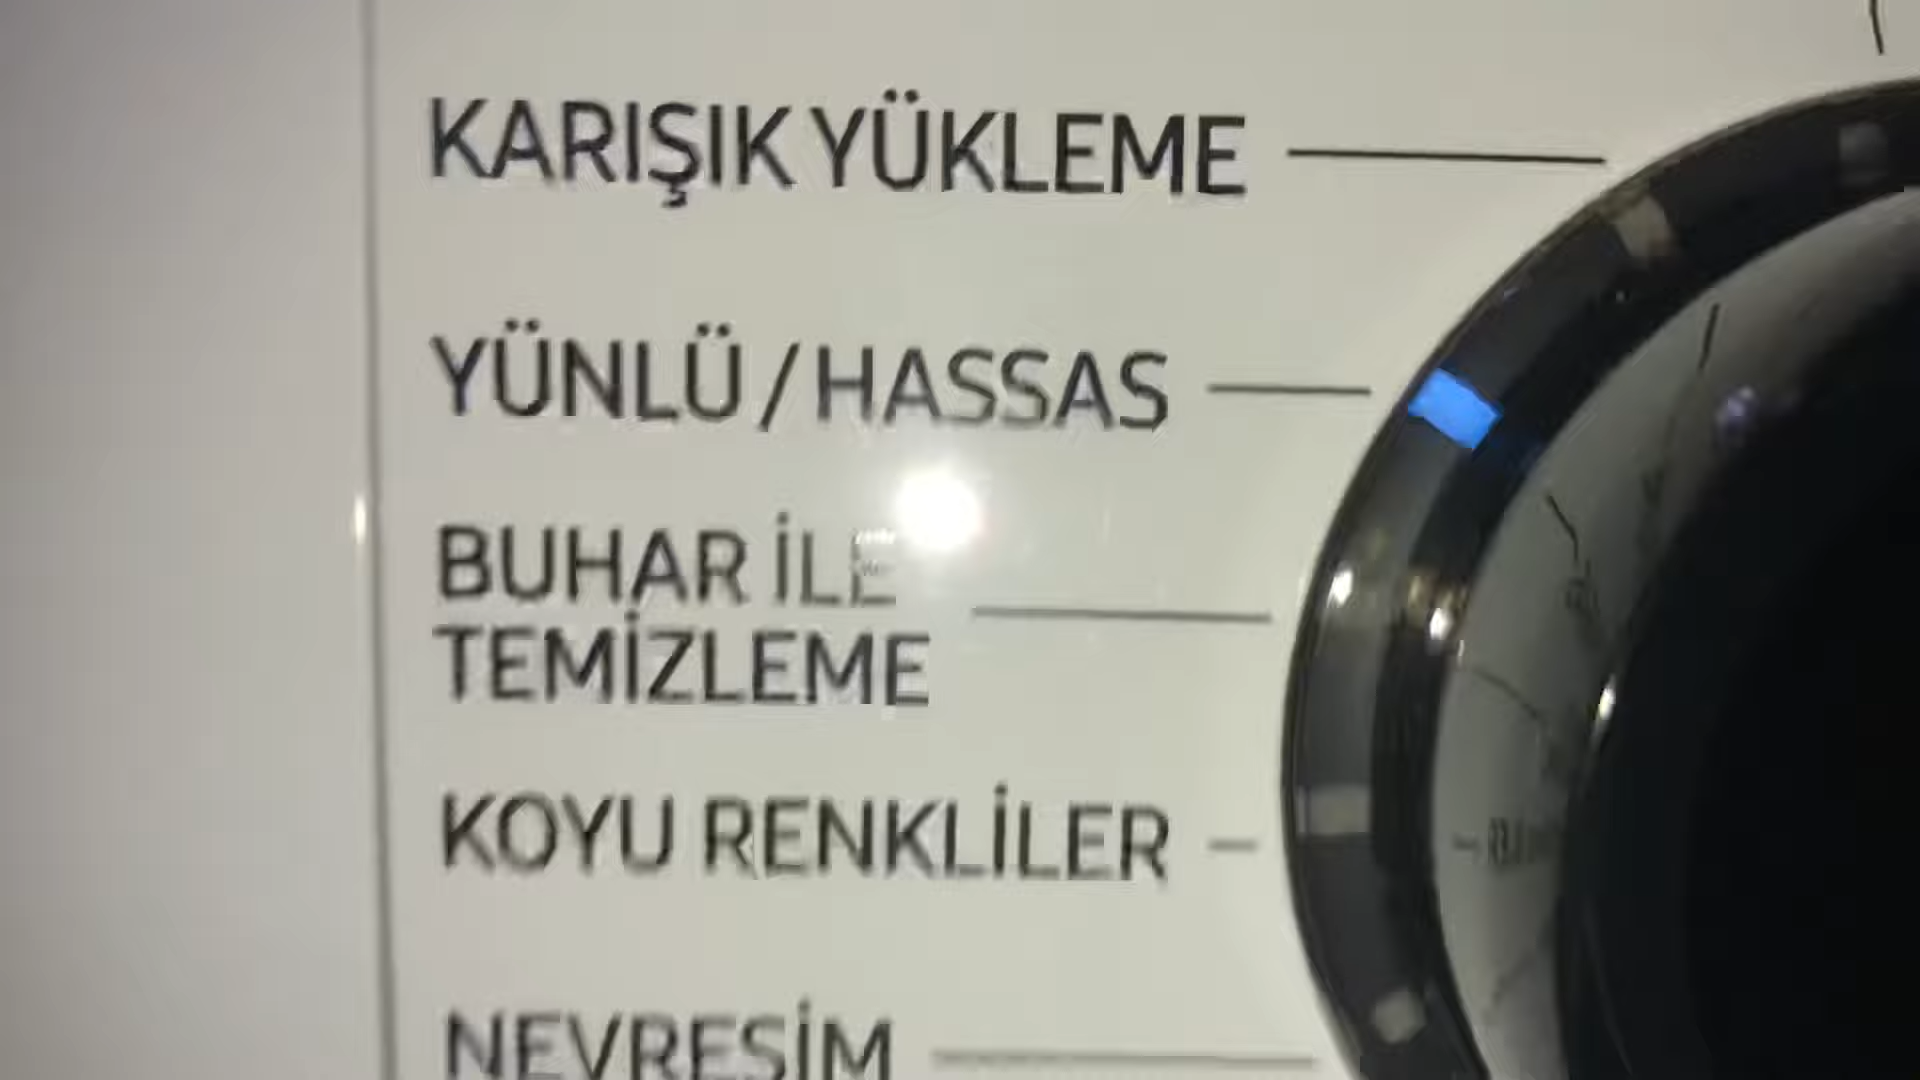 KARIŞIK YÜKLEME
YÜNLÜ / HASSAS
BUHAR İLE
TEMİZLEME
KOYU RENKLİLER
NEVRESİM